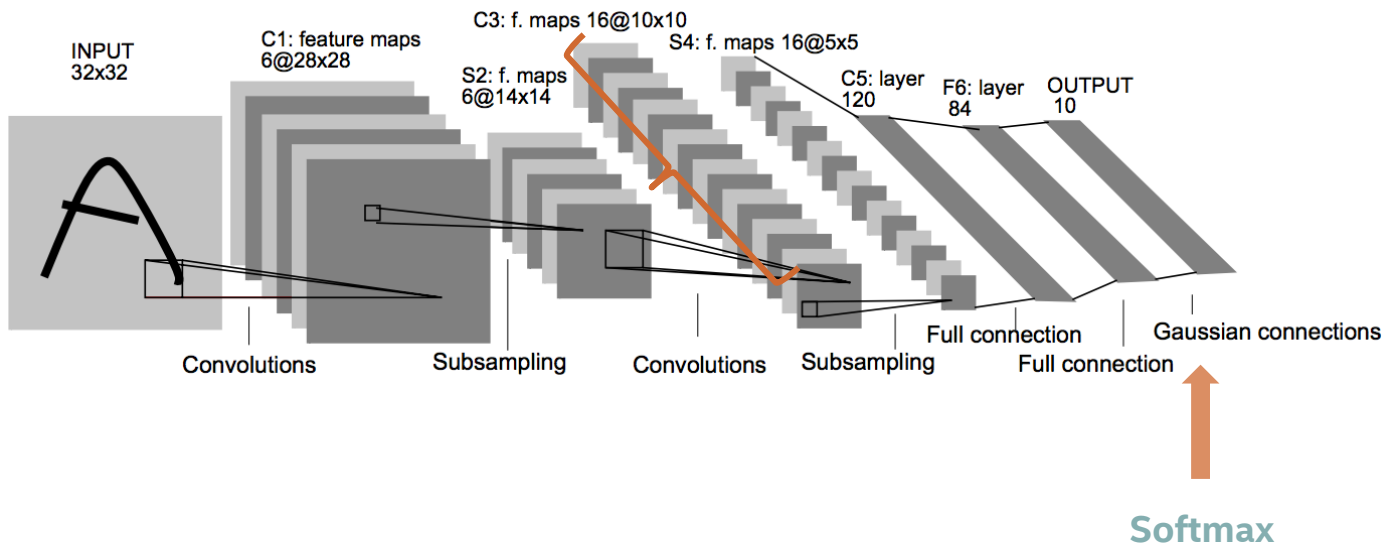 INPUT
32x32
C1: feature maps
6@28x28
S2: f. maps
6@14x14
C3: f. maps 16@10x10
S4: f. maps 16@5x5
C5: layer
120
F6: layer
84
OUTPUT
10
Convolutions
Subsampling
Convolutions
Subsampling
Full connection
Full connection
Gaussian connections
Softmax